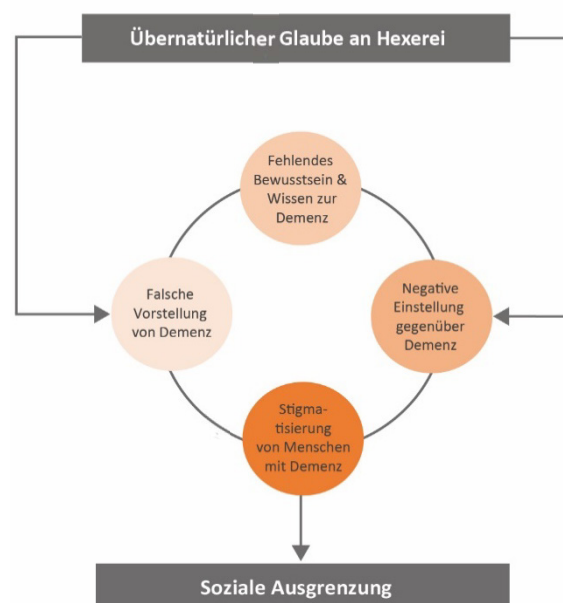 Übernatürlicher Glaube an Hexerei
Fehlendes
Bewusstsein &
Wissen zur
Demenz
Falsche
Vorstellung
von Demenz
Negative
Einstellung
gegenüber
Demenz
Stigma-
tisierung
von Menschen
mit Demenz
Soziale Ausgrenzung